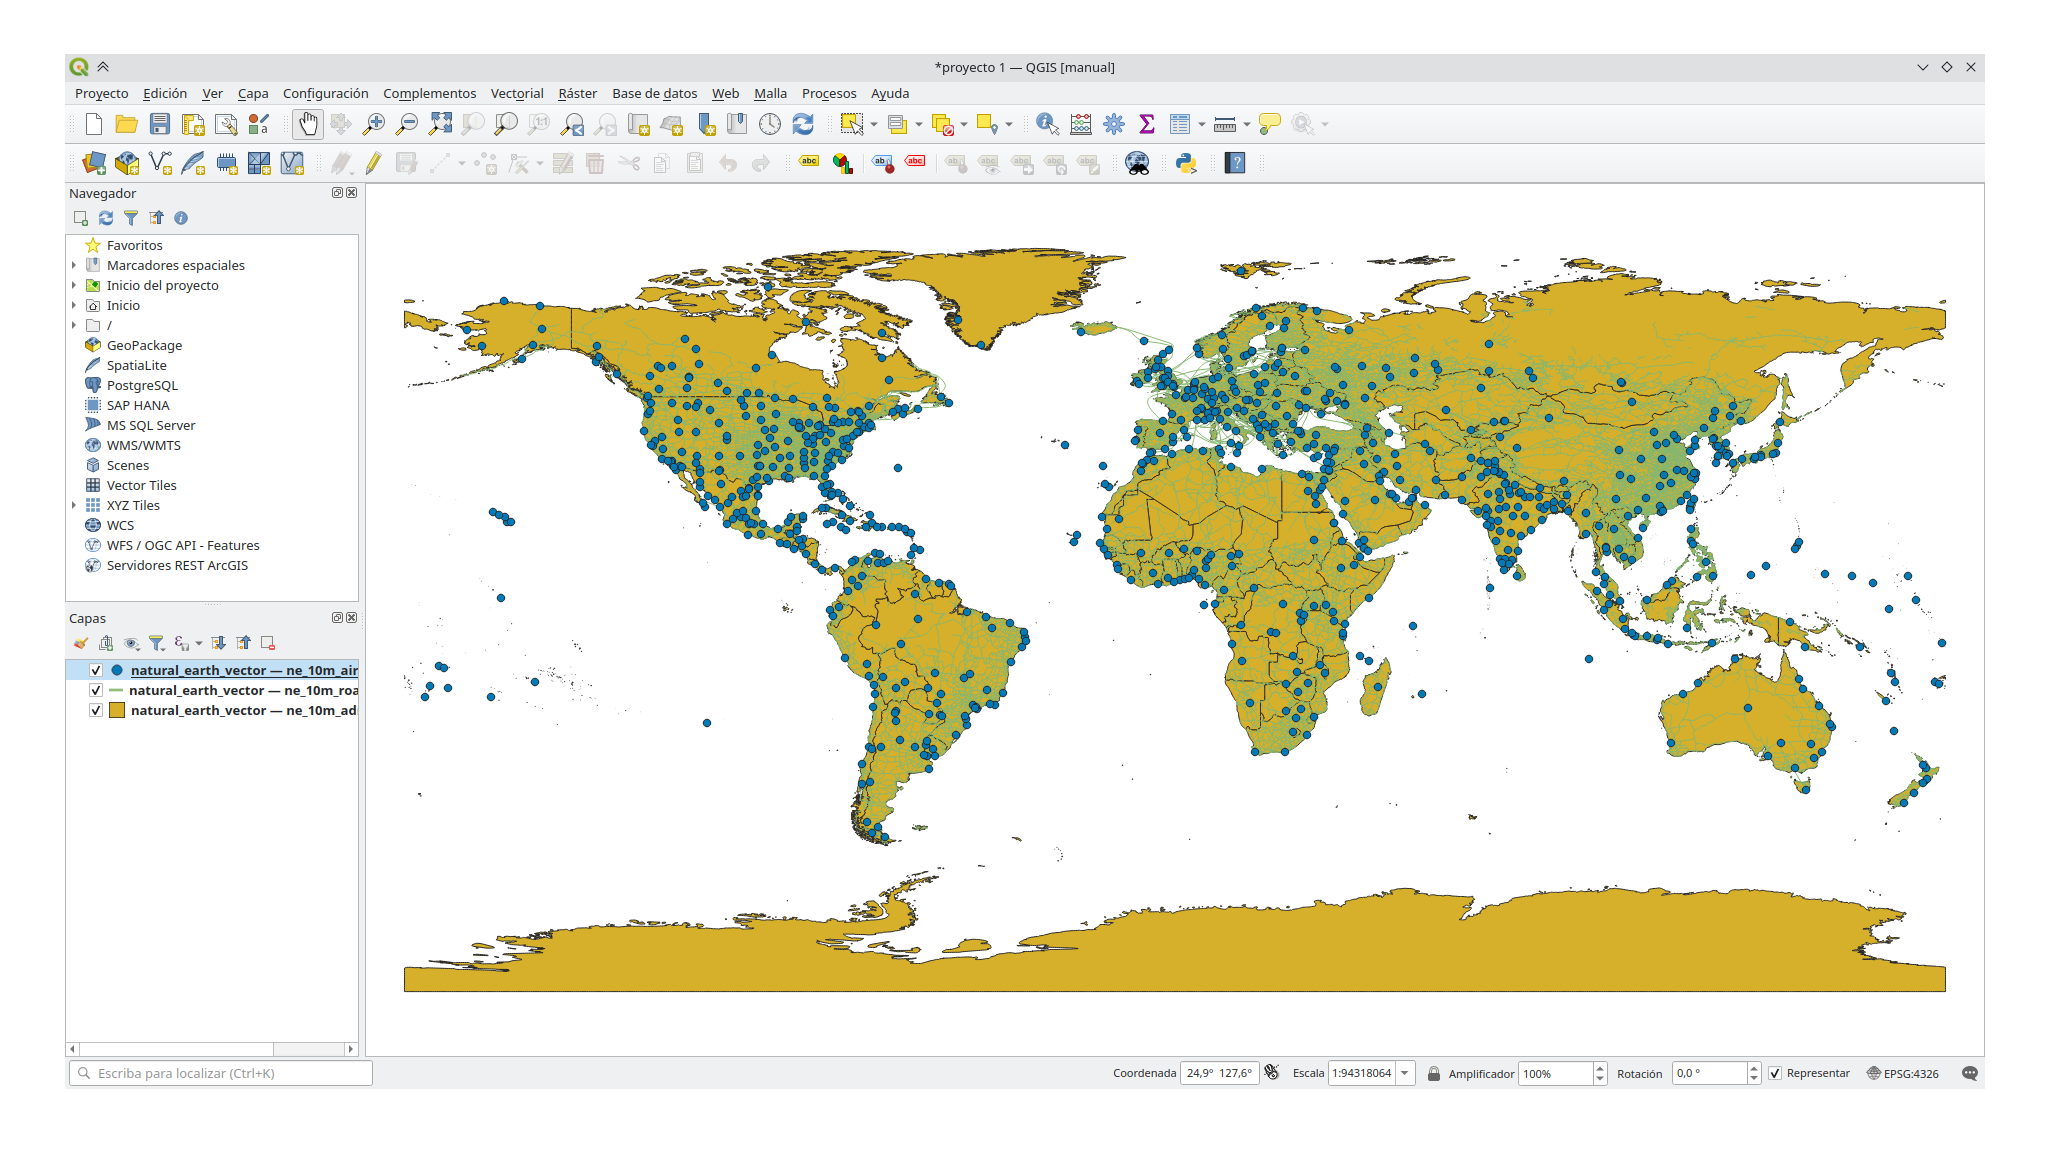 *proyecto 1 — QGIS [manual]
Proyecto Edición Ver Capa Configuración Complementos Vectorial Ráster Base de datos Web Malla Procesos Ayuda
Navegador
Favoritos
Marcadores espaciales
Inicio del proyecto
Inicio
/
GeoPackage
SpatiaLite
PostgreSQL
SAP HANA
MS SQL Server
WMS/WMTS
Scenes
Vector Tiles
XYZ Tiles
WCS
WFS / OGC API - Features
Servidores REST ArcGIS
Capas
natural_earth_vector — ne_10m_air
natural_earth_vector — ne_10m_roa
natural_earth_vector — ne_10m_ad
Escriba para localizar (Ctrl+K)
Coordenada 24,9° 127,6° Escala 1:94318064 Amplificador 100% Rotación 0,0 ° Representar EPSG:4326